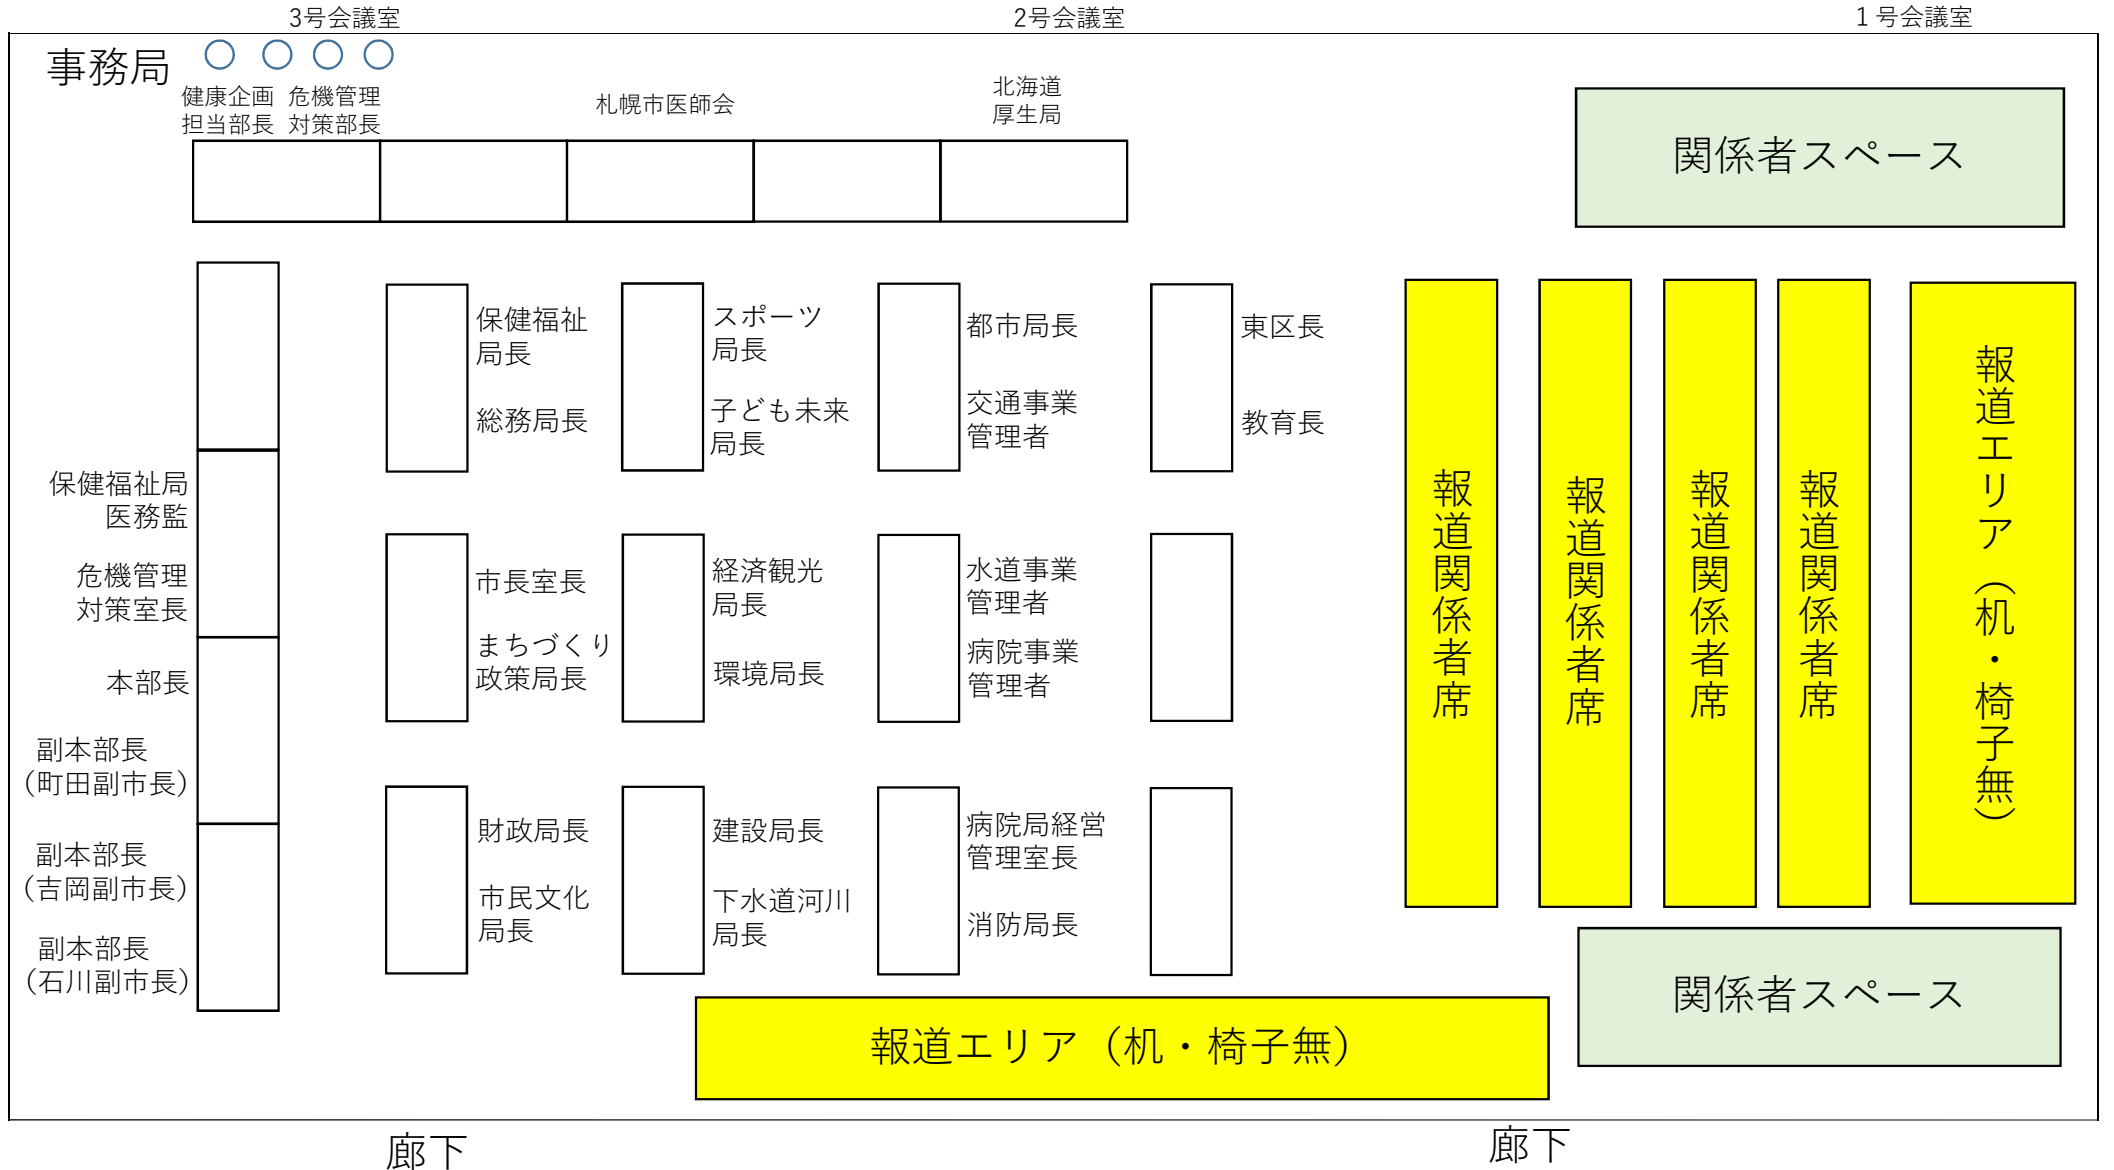 3号会議室
2号会議室
１号会議室
事務局
健康企画
担当部長
危機管理
対策部長
札幌市医師会
北海道
厚生局
関係者スペース
保健福祉局
医務監
危機管理
対策室長
本部長
副本部長
（町田副市長）
副本部長
（吉岡副市長）
副本部長
（石川副市長）
保健福祉
局長
総務局長
市長室長
まちづくり
政策局長
財政局長
市民文化
局長
スポーツ
局長
子ども未来
局長
経済観光
局長
環境局長
建設局長
下水道河川
局長
都市局長
交通事業
管理者
水道事業
管理者
病院事業
管理者
病院局経営
管理室長
消防局長
東区長
教育長
報道関係者席
報道関係者席
報道関係者席
報道関係者席
報道エリア（机・椅子無）
関係者スペース
報道エリア（机・椅子無）
廊下
廊下